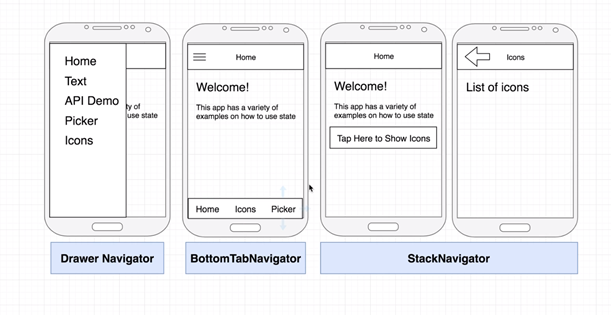 Home
Text
API Demo
Picker
Icons
ty of
use state
Home
Welcome!
This app has a variety of
examples on how to use state
Home Icons Picker
Home
Welcome!
This app has a variety of
examples on how to use state
Tap Here to Show Icons
Icons
List of icons
Drawer Navigator
BottomTabNavigator
StackNavigator